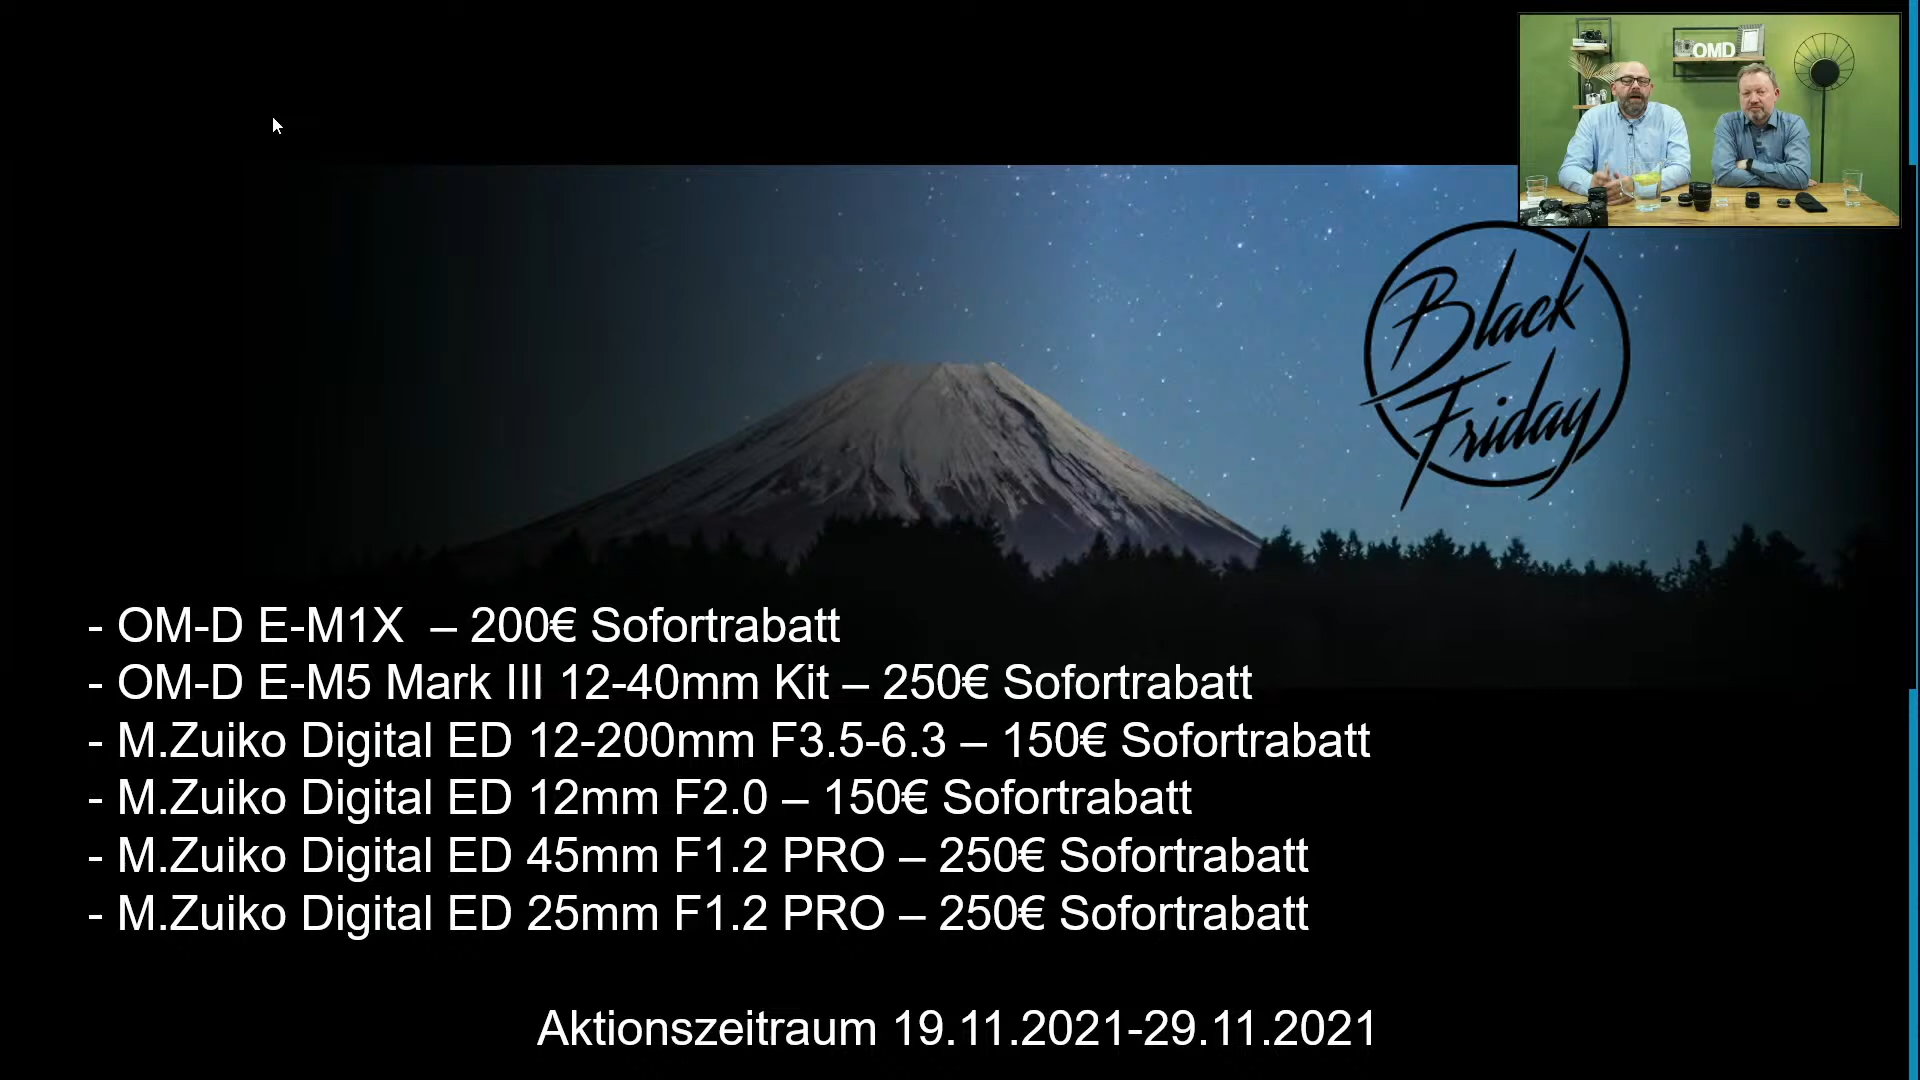 OMD
Black
Friday
- OM-D E-M1X – 200€ Sofortrabatt
- OM-D E-M5 Mark III 12-40mm Kit – 250€ Sofortrabatt
- M.Zuiko Digital ED 12-200mm F3.5-6.3 – 150€ Sofortrabatt
- M.Zuiko Digital ED 12mm F2.0 – 150€ Sofortrabatt
- M.Zuiko Digital ED 45mm F1.2 PRO – 250€ Sofortrabatt
- M.Zuiko Digital ED 25mm F1.2 PRO – 250€ Sofortrabatt
Aktionszeitraum 19.11.2021-29.11.2021